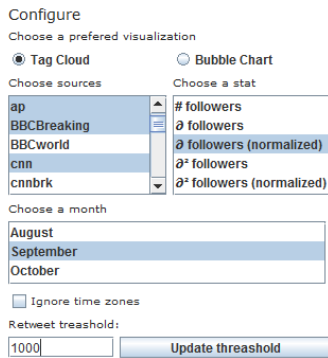 Configure
Choose a prefered visualization
Tag Cloud Bubble Chart
Choose sources Choose a stat
ap # followers
BBCBreaking ∂ followers
BBCworld ∂ followers (normalized)
cnn ∂² followers
cnnbrk ∂² followers (normalized)
Choose a month
August
September
October
Ignore time zones
Retweet treashold:
1000 Update threashold